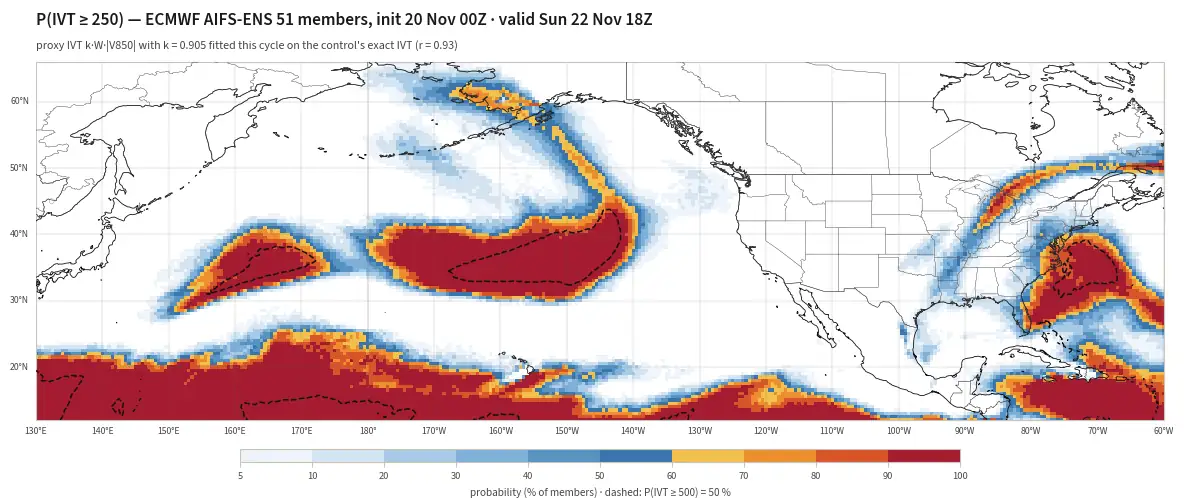 P(IVT ≥ 250) — ECMWF AIFS-ENS 51 members, init 20 Nov 00Z · valid Sun 22 Nov 18Z
proxy IVT k·W·|V850| with k = 0.905 fitted this cycle on the control's exact IVT (r = 0.93)
60°N
50°N
40°N
30°N
20°N
130°E 140°E 150°E 160°E 170°E 180° 170°W 160°W 150°W 140°W 130°W 120°W 110°W 100°W 90°W 80°W 70°W 60°W
5 10 20 30 40 50 60 70 80 90 100
probability (% of members) · dashed: P(IVT ≥ 500) = 50 %